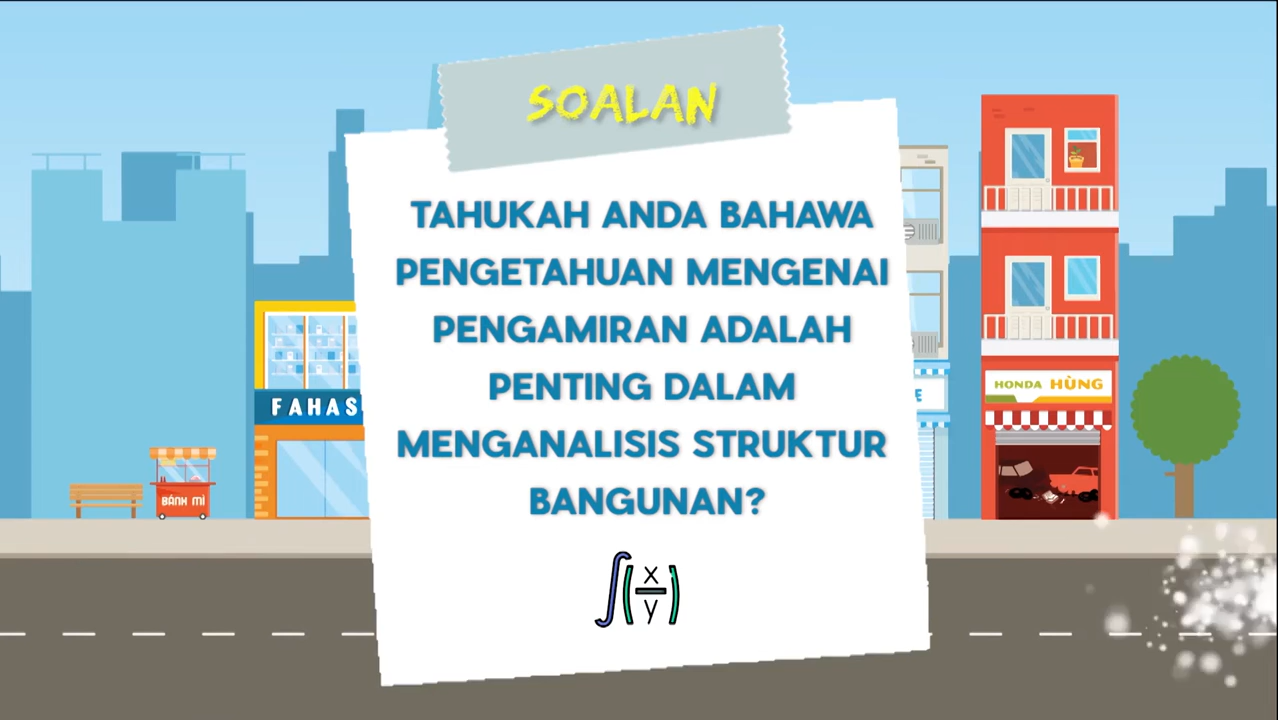 SOALAN
TAHUKAH ANDA BAHAWA
PENGETAHUAN MENGENAI
PENGAMIRAN ADALAH
PENTING DALAM
MENGANALISIS STRUKTUR
BANGUNAN?
∫(x/y)
FAHAS
BÁNH MÌ
HONDA HÙNG
E